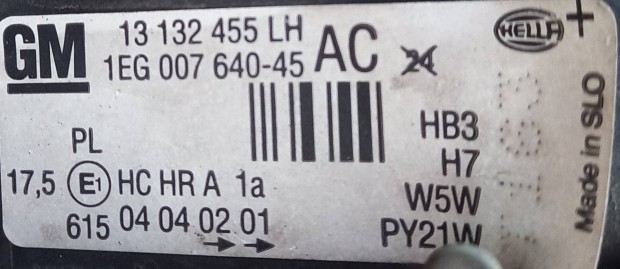 GM
13 132 455 LH
1EG 007 640-45 AC 24
HELLA +
PL
HB3
H7
17,5 E1 HC HR A 1a
W5W
615 04 04 02 01
PY21W
Made in SLO